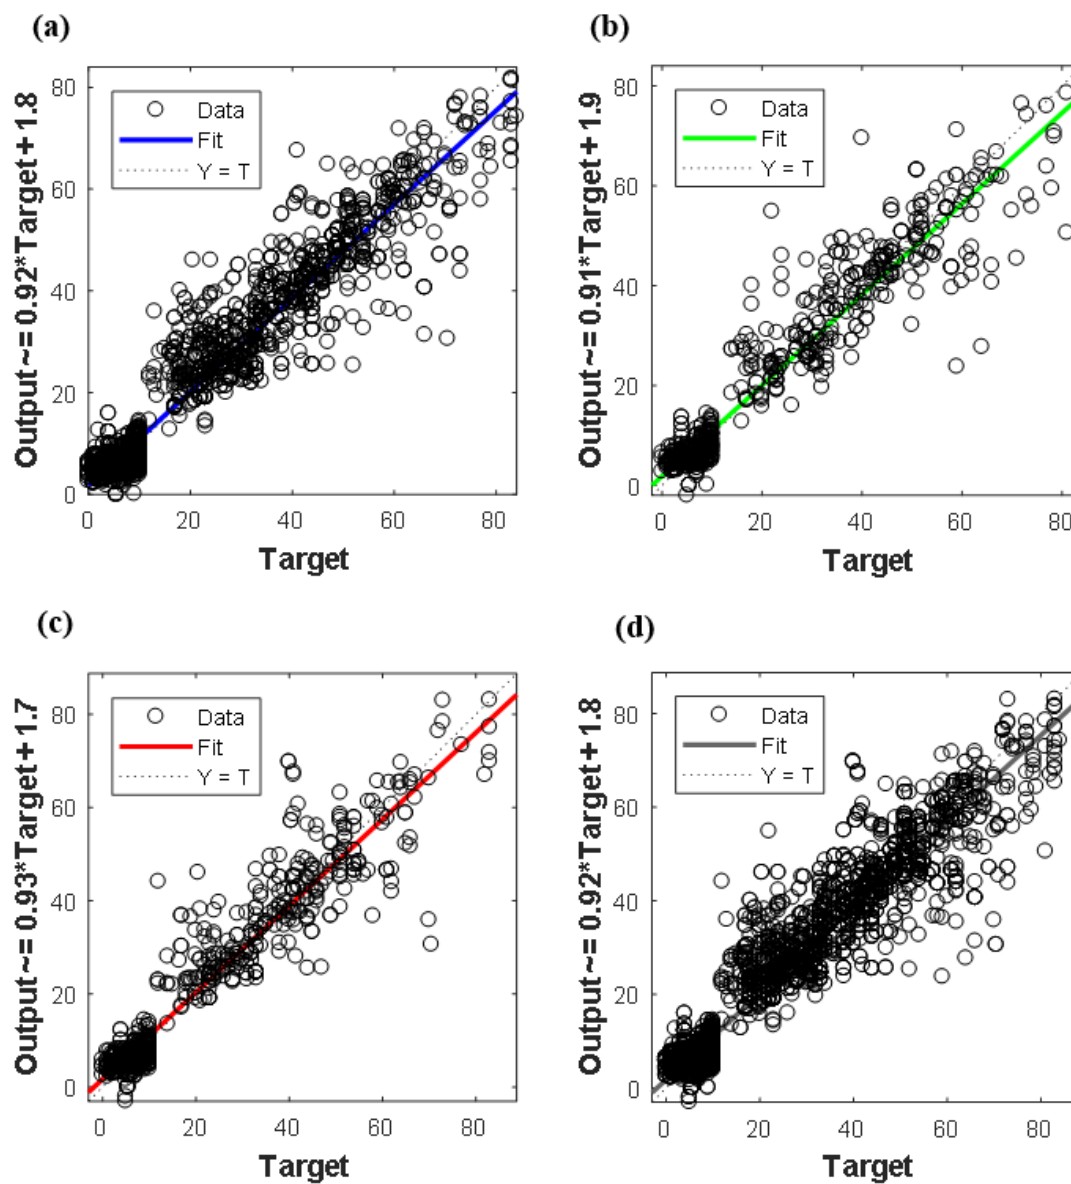 (a)
Output ~= 0.92*Target + 1.8
80
60
40
20
0
Data
Fit
Y = T
0 20 40 60 80
Target
(b)
Output ~= 0.91*Target + 1.9
80
60
40
20
0
Data
Fit
Y = T
0 20 40 60 80
Target
(c)
Output ~= 0.93*Target + 1.7
80
60
40
20
0
Data
Fit
Y = T
0 20 40 60 80
Target
(d)
Output ~= 0.92*Target + 1.8
80
60
40
20
0
Data
Fit
Y = T
0 20 40 60 80
Target